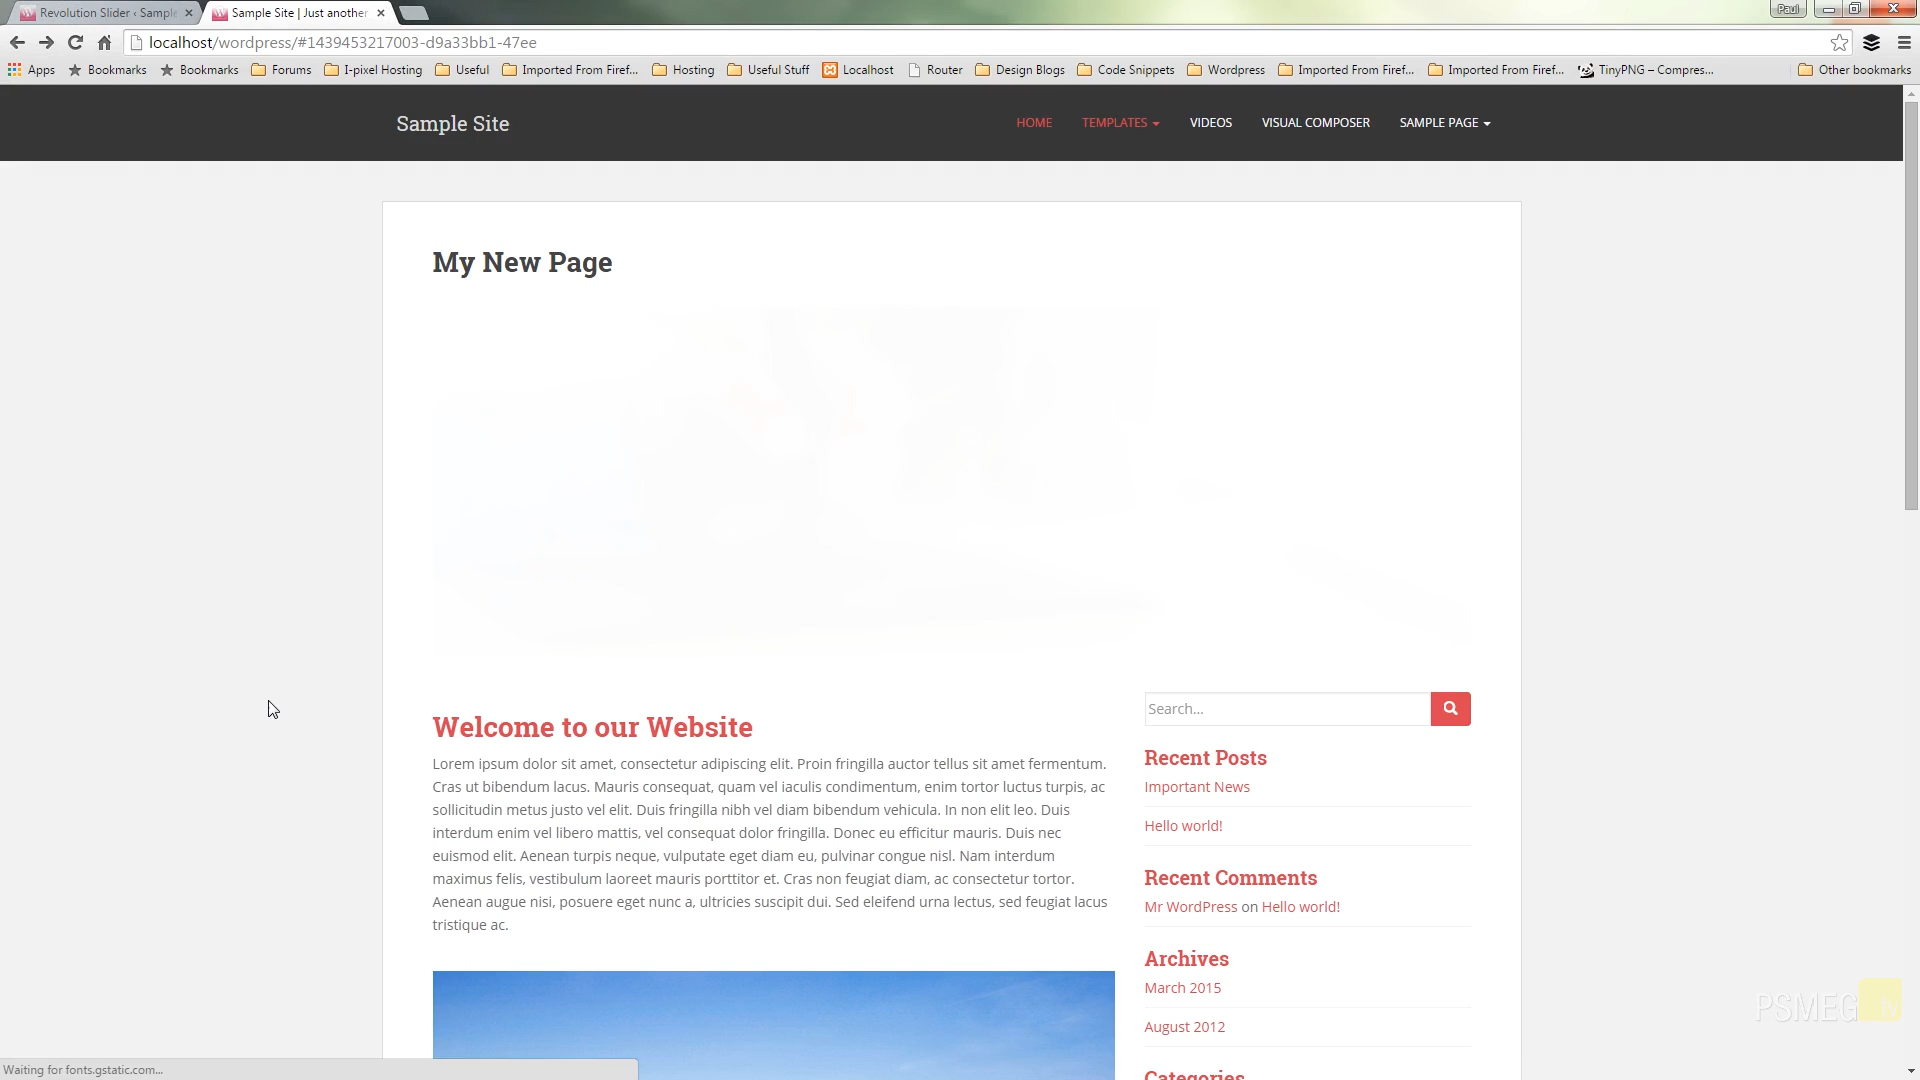 Revolution Slider ‹ Sample
Sample Site | Just another
Paul
localhost/wordpress/#1439453217003-d9a33bb1-47ee
Apps Bookmarks Bookmarks Forums I-pixel Hosting Useful Imported From Firef... Hosting Useful Stuff Localhost Router Design Blogs Code Snippets Wordpress Imported From Firef... Imported From Firef... TinyPNG – Compres... Other bookmarks
Sample Site
HOME TEMPLATES VIDEOS VISUAL COMPOSER SAMPLE PAGE
My New Page
Welcome to our Website
Lorem ipsum dolor sit amet, consectetur adipiscing elit. Proin fringilla auctor tellus sit amet fermentum.
Cras ut bibendum lacus. Mauris consequat, quam vel iaculis condimentum, enim tortor luctus turpis, ac
sollicitudin metus justo vel elit. Duis fringilla nibh vel diam bibendum vehicula. In non elit leo. Duis
interdum enim vel libero mattis, vel consequat dolor fringilla. Donec eu efficitur mauris. Duis nec
euismod elit. Aenean turpis neque, vulputate eget diam eu, pulvinar congue nisl. Nam interdum
maximus felis, vestibulum laoreet mauris porttitor et. Cras non feugiat diam, ac consectetur tortor.
Aenean augue nisi, posuere eget nunc a, ultricies suscipit dui. Sed eleifend urna lectus, sed feugiat lacus
tristique ac.
Search...
Recent Posts
Important News
Hello world!
Recent Comments
Mr WordPress on Hello world!
Archives
March 2015
August 2012
Categories
PSMEG tv
Waiting for fonts.gstatic.com...